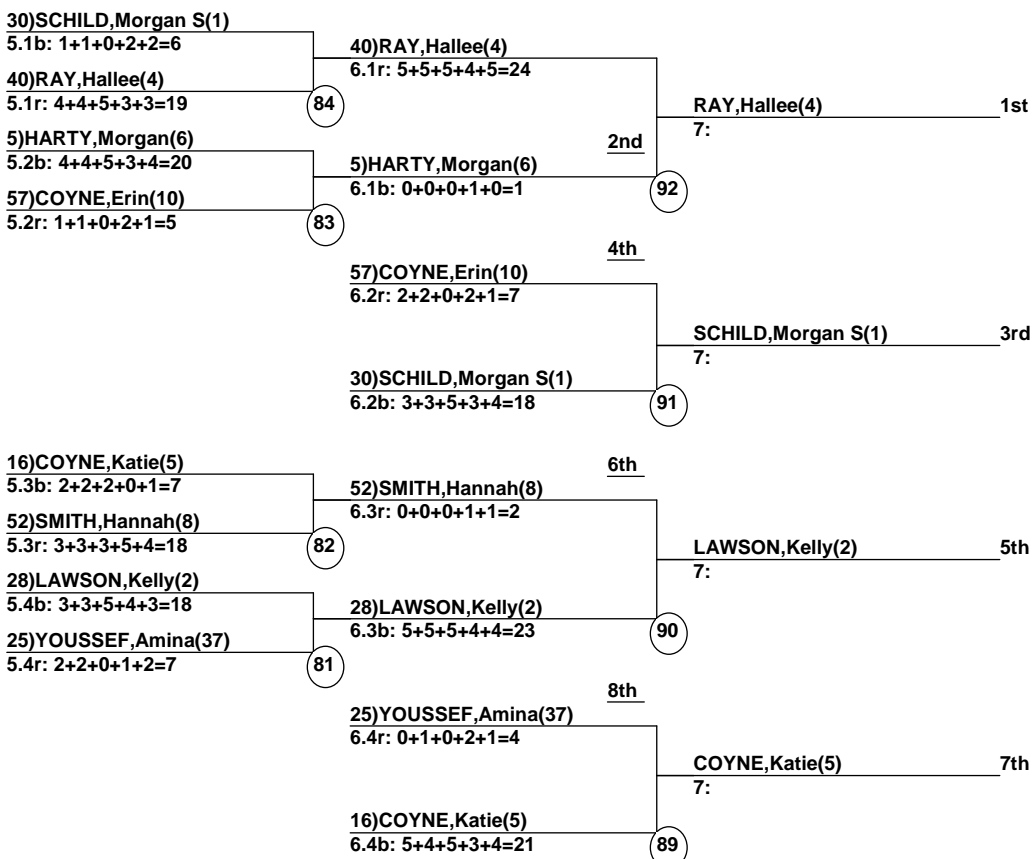 30)SCHILD,Morgan S(1)
5.1b: 1+1+0+2+2=6
40)RAY,Hallee(4)
5.1r: 4+4+5+3+3=19
84
5)HARTY,Morgan(6)
5.2b: 4+4+5+3+4=20
57)COYNE,Erin(10)
5.2r: 1+1+0+2+1=5
83
40)RAY,Hallee(4)
6.1r: 5+5+5+4+5=24
2nd
5)HARTY,Morgan(6)
6.1b: 0+0+0+1+0=1
92
RAY,Hallee(4)
1st
7:
4th
57)COYNE,Erin(10)
6.2r: 2+2+0+2+1=7
30)SCHILD,Morgan S(1)
6.2b: 3+3+5+3+4=18
91
SCHILD,Morgan S(1)
3rd
7:
16)COYNE,Katie(5)
5.3b: 2+2+2+0+1=7
52)SMITH,Hannah(8)
5.3r: 3+3+3+5+4=18
82
28)LAWSON,Kelly(2)
5.4b: 3+3+5+4+3=18
25)YOUSSEF,Amina(37)
5.4r: 2+2+0+1+2=7
81
6th
52)SMITH,Hannah(8)
6.3r: 0+0+0+1+1=2
28)LAWSON,Kelly(2)
6.3b: 5+5+5+4+4=23
90
LAWSON,Kelly(2)
5th
7:
8th
25)YOUSSEF,Amina(37)
6.4r: 0+1+0+2+1=4
16)COYNE,Katie(5)
6.4b: 5+4+5+3+4=21
89
COYNE,Katie(5)
7th
7: